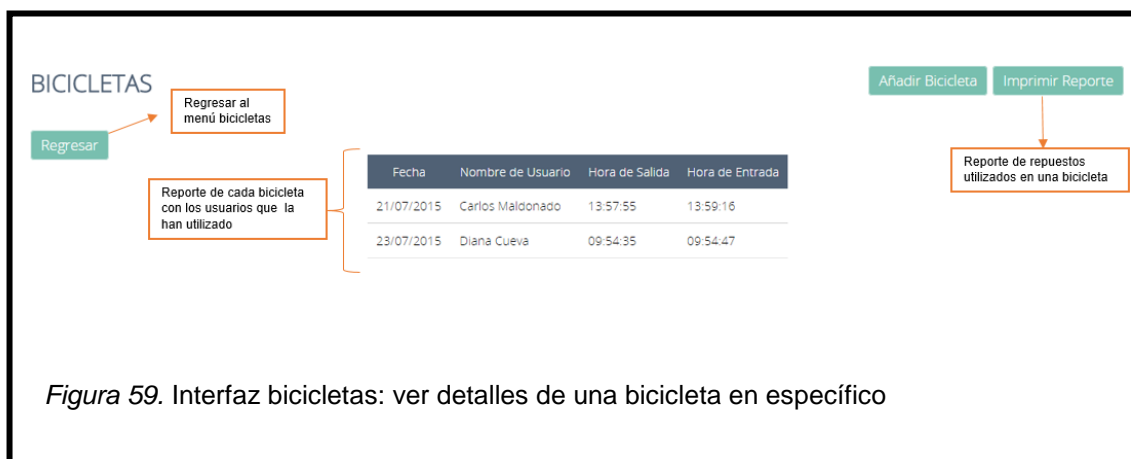 BICICLETAS
Añadir Bicicleta
Imprimir Reporte
Regresar al
menú bicicletas
Regresar
Reporte de repuestos
utilizados en una bicicleta
Reporte de cada bicicleta
con los usuarios que la
han utilizado
Fecha Nombre de Usuario Hora de Salida Hora de Entrada
21/07/2015 Carlos Maldonado 13:57:55 13:59:16
23/07/2015 Diana Cueva 09:54:35 09:54:47
Figura 59. Interfaz bicicletas: ver detalles de una bicicleta en específico